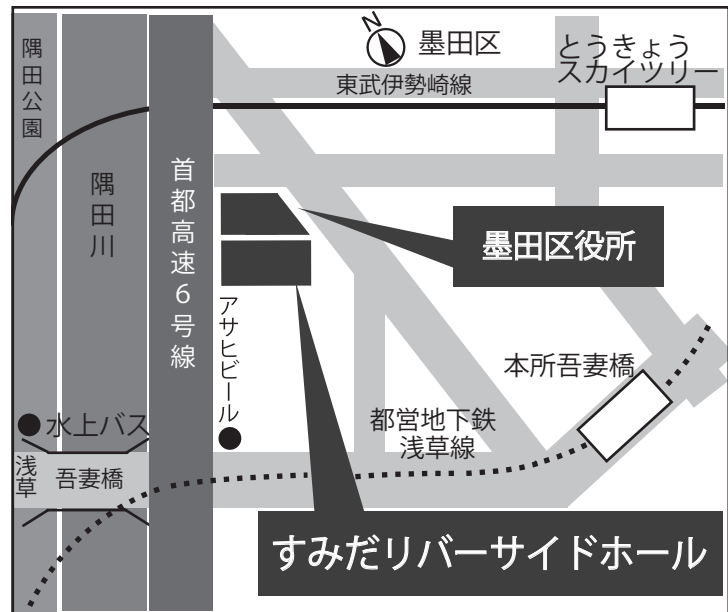 N
墨田区
とうきょう
スカイツリー
東武伊勢崎線
隅田公園
隅田川
首都高速6号線
墨田区役所
アサヒビール
本所吾妻橋
水上バス
都営地下鉄
浅草線
浅草
吾妻橋
すみだリバーサイドホール